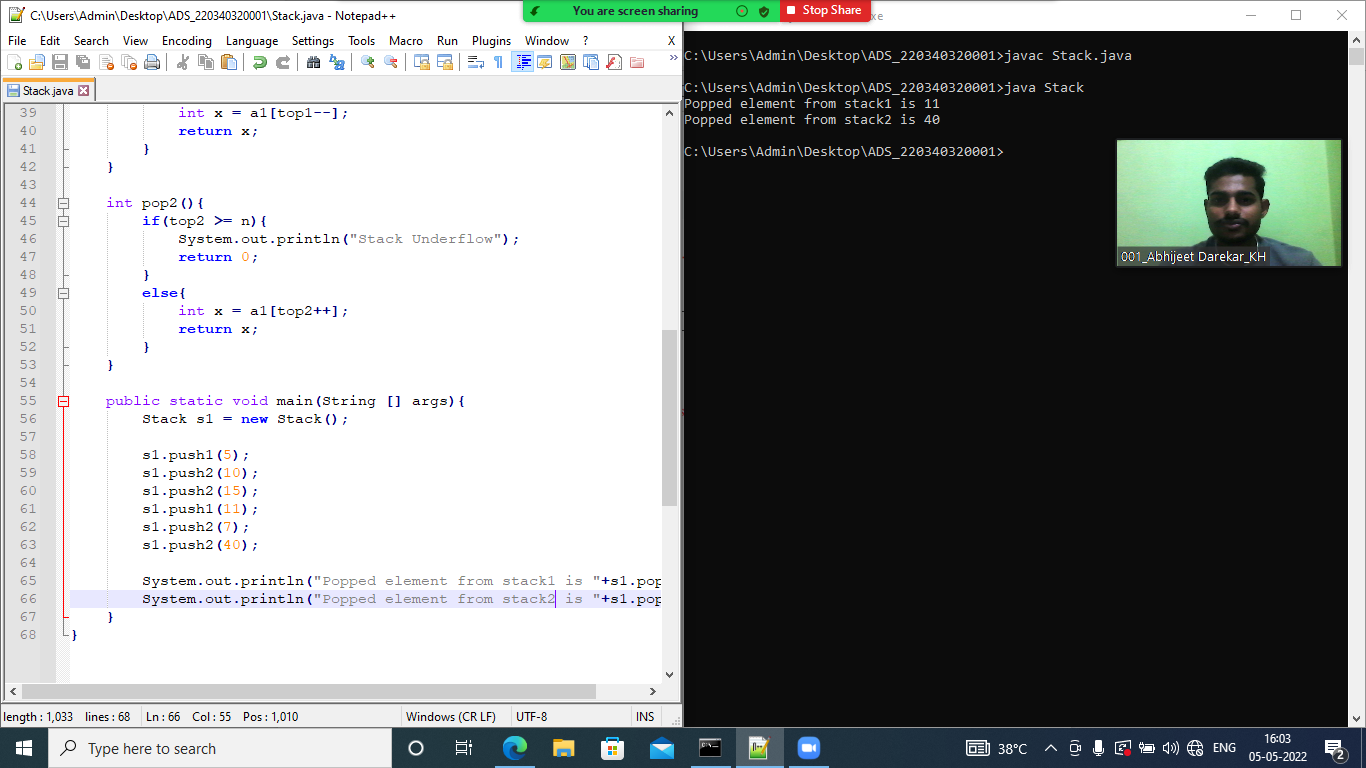 C:\Users\Admin\Desktop\ADS_220340320001\Stack.java - Notepad++
You are screen sharing
Stop Share
.exe
File Edit Search View Encoding Language Settings Tools Macro Run Plugins Window ? X
Stack.java
39 int x = a1[top1--];
40 return x;
41 }
42 }
43
44 int pop2(){
45 if(top2 >= n){
46 System.out.println("Stack Underflow");
47 return 0;
48 }
49 else{
50 int x = a1[top2++];
51 return x;
52 }
53 }
54
55 public static void main(String [] args){
56 Stack s1 = new Stack();
57
58 s1.push1(5);
59 s1.push2(10);
60 s1.push2(15);
61 s1.push1(11);
62 s1.push2(7);
63 s1.push2(40);
64
65 System.out.println("Popped element from stack1 is "+s1.pop
66 System.out.println("Popped element from stack2 is "+s1.pop
67 }
68 }
length : 1,033 lines : 68 Ln : 66 Col : 55 Pos : 1,010 Windows (CR LF) UTF-8 INS
C:\Users\Admin\Desktop\ADS_220340320001>javac Stack.java
C:\Users\Admin\Desktop\ADS_220340320001>java Stack
Popped element from stack1 is 11
Popped element from stack2 is 40
C:\Users\Admin\Desktop\ADS_220340320001>
001_Abhijeet Darekar_KH
Type here to search
38°C
ENG
16:03
05-05-2022
2